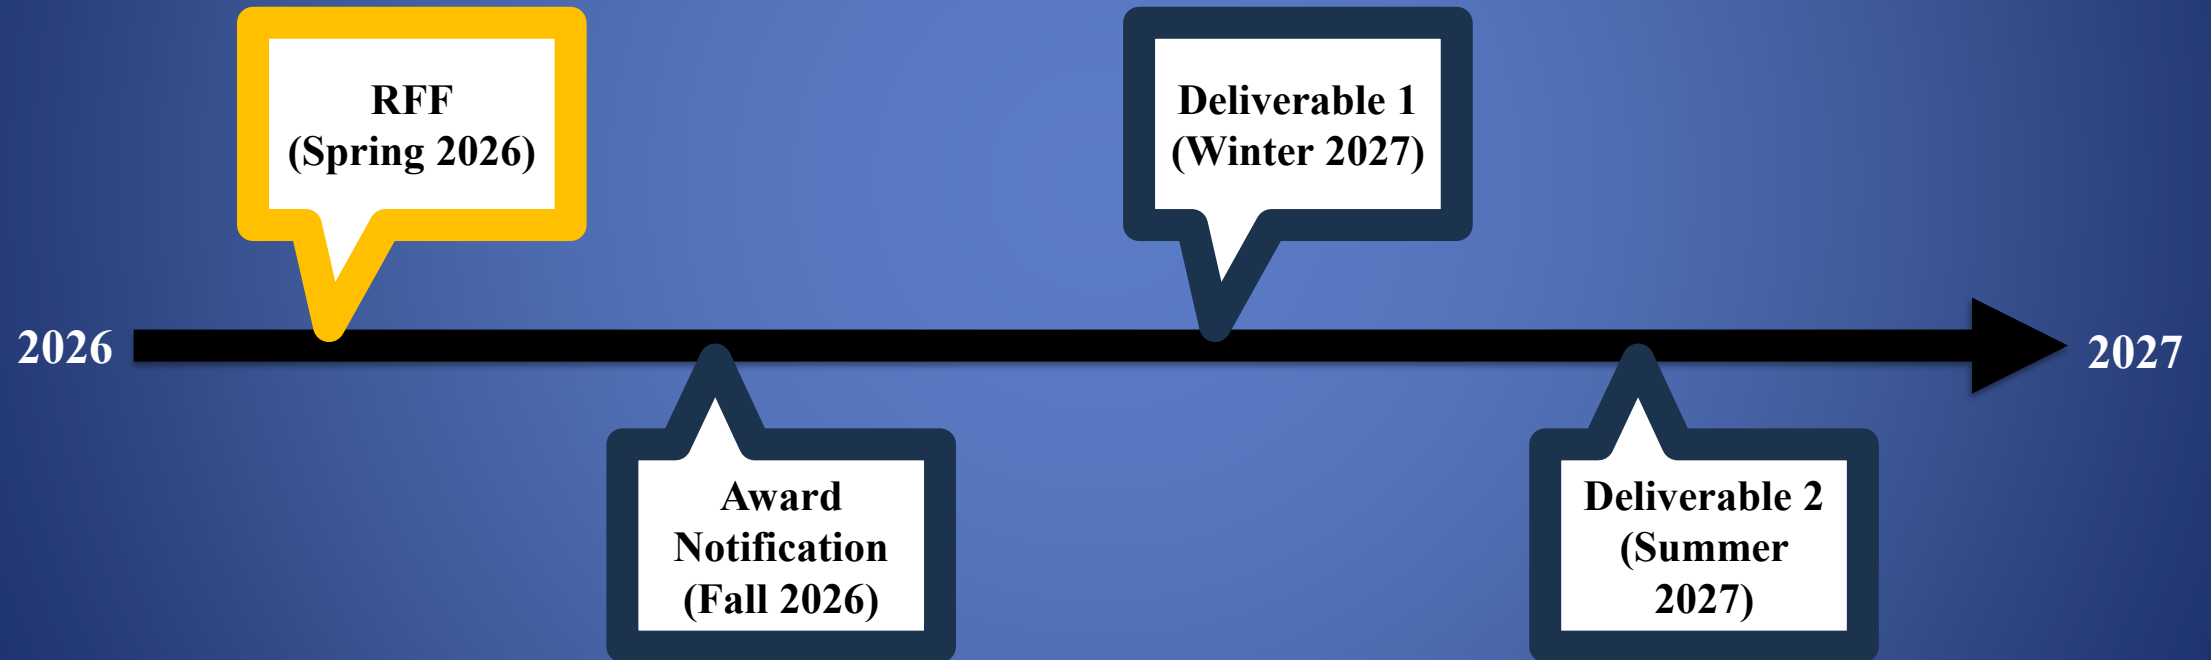 RFF
(Spring 2026)
Deliverable 1
(Winter 2027)
2026
2027
Award
Notification
(Fall 2026)
Deliverable 2
(Summer
2027)